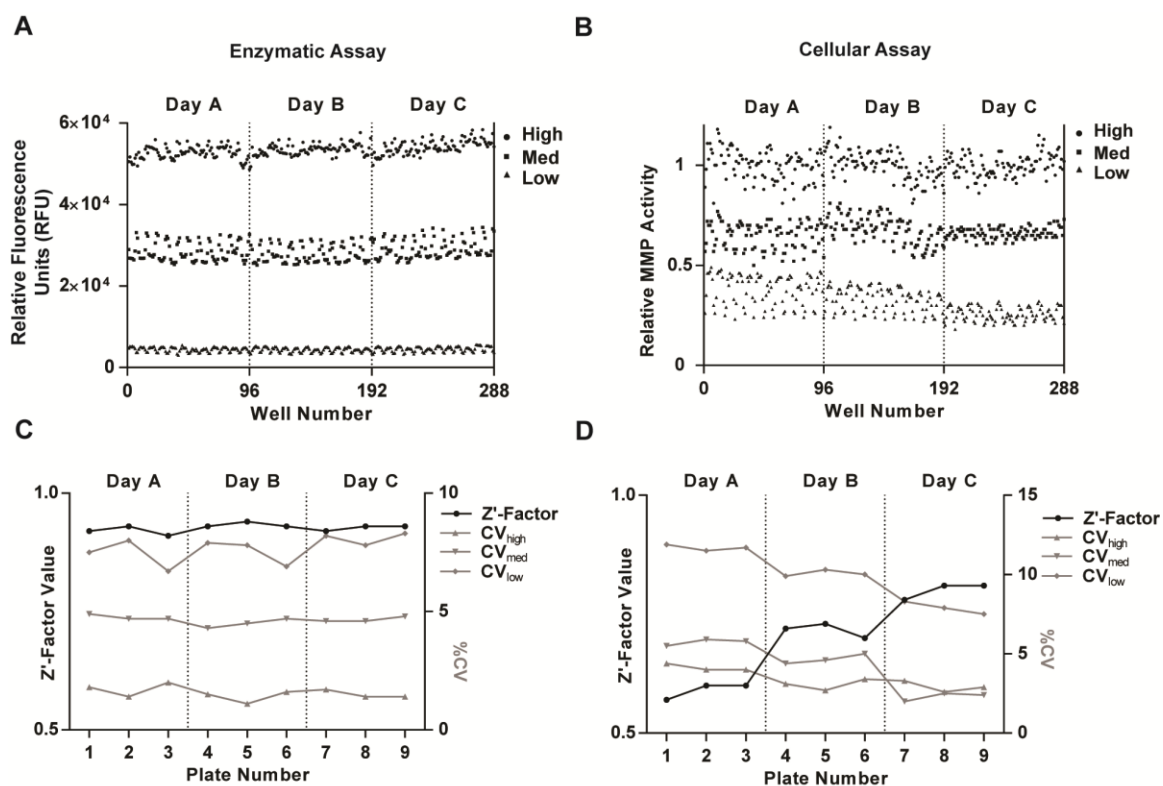 A
Enzymatic Assay
Day A Day B Day C
6× 10⁴
4× 10⁴
2× 10⁴
0
Relative Fluorescence
Units (RFU)
0 96 192 288
Well Number
High
Med
Low
B
Cellular Assay
Day A Day B Day C
1
0.5
0
Relative MMP Activity
0 96 192 288
Well Number
High
Med
Low
C
Day A Day B Day C
1.0
0.5
Z'-Factor Value
10
5
0
%CV
1 2 3 4 5 6 7 8 9
Plate Number
Z'-Factor
CVhigh
CVmed
CVlow
D
Day A Day B Day C
1.0
0.5
Z'-Factor Value
15
10
5
0
%CV
1 2 3 4 5 6 7 8 9
Plate Number
Z'-Factor
CVhigh
CVmed
CVlow